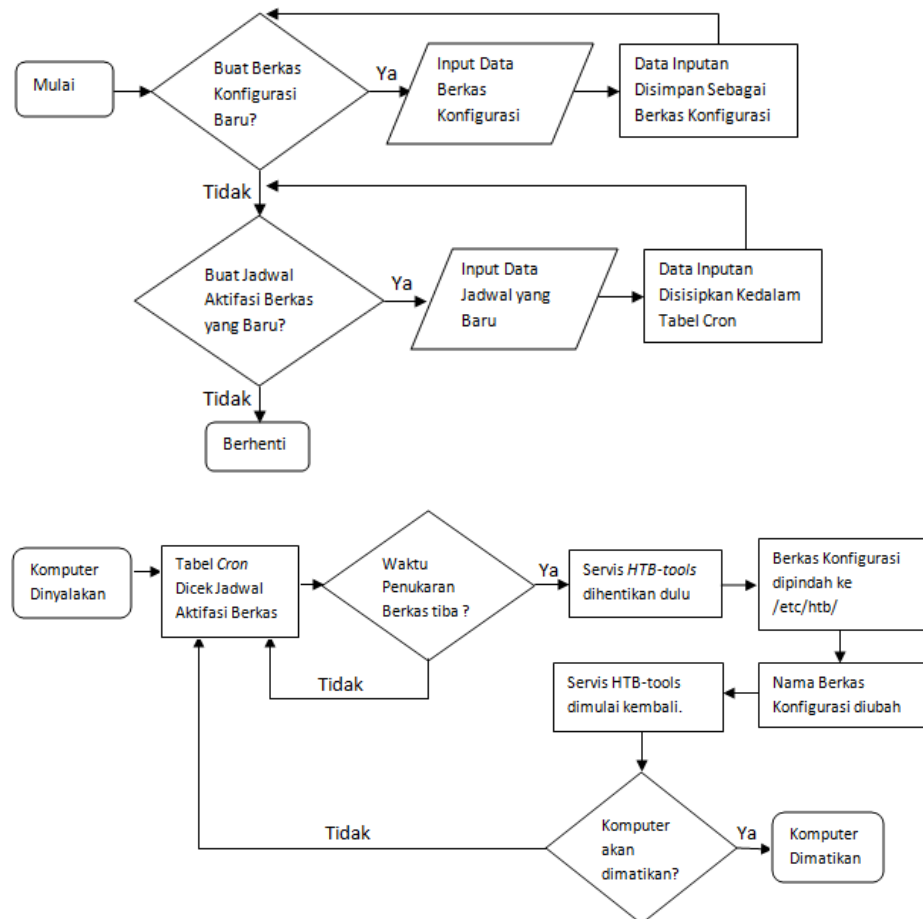 Mulai
Buat Berkas
Konfigurasi
Baru?
Ya
Input Data
Berkas
Konfigurasi
Data Inputan
Disimpan Sebagai
Berkas Konfigurasi
Tidak
Buat Jadwal
Aktifasi Berkas
yang Baru?
Ya
Input Data
Jadwal yang
Baru
Data Inputan
Disisipkan Kedalam
Tabel Cron
Tidak
Berhenti
Komputer
Dinyalakan
Tabel Cron
Dicek Jadwal
Aktifasi Berkas
Waktu
Penukaran
Berkas tiba ?
Ya
Servis HTB-tools
dihentikan dulu
Berkas Konfigurasi
dipindah ke
/etc/htb/
Tidak
Servis HTB-tools
dimulai kembali.
Nama Berkas
Konfigurasi diubah
Tidak
Komputer
akan
dimatikan?
Ya
Komputer
Dimatikan